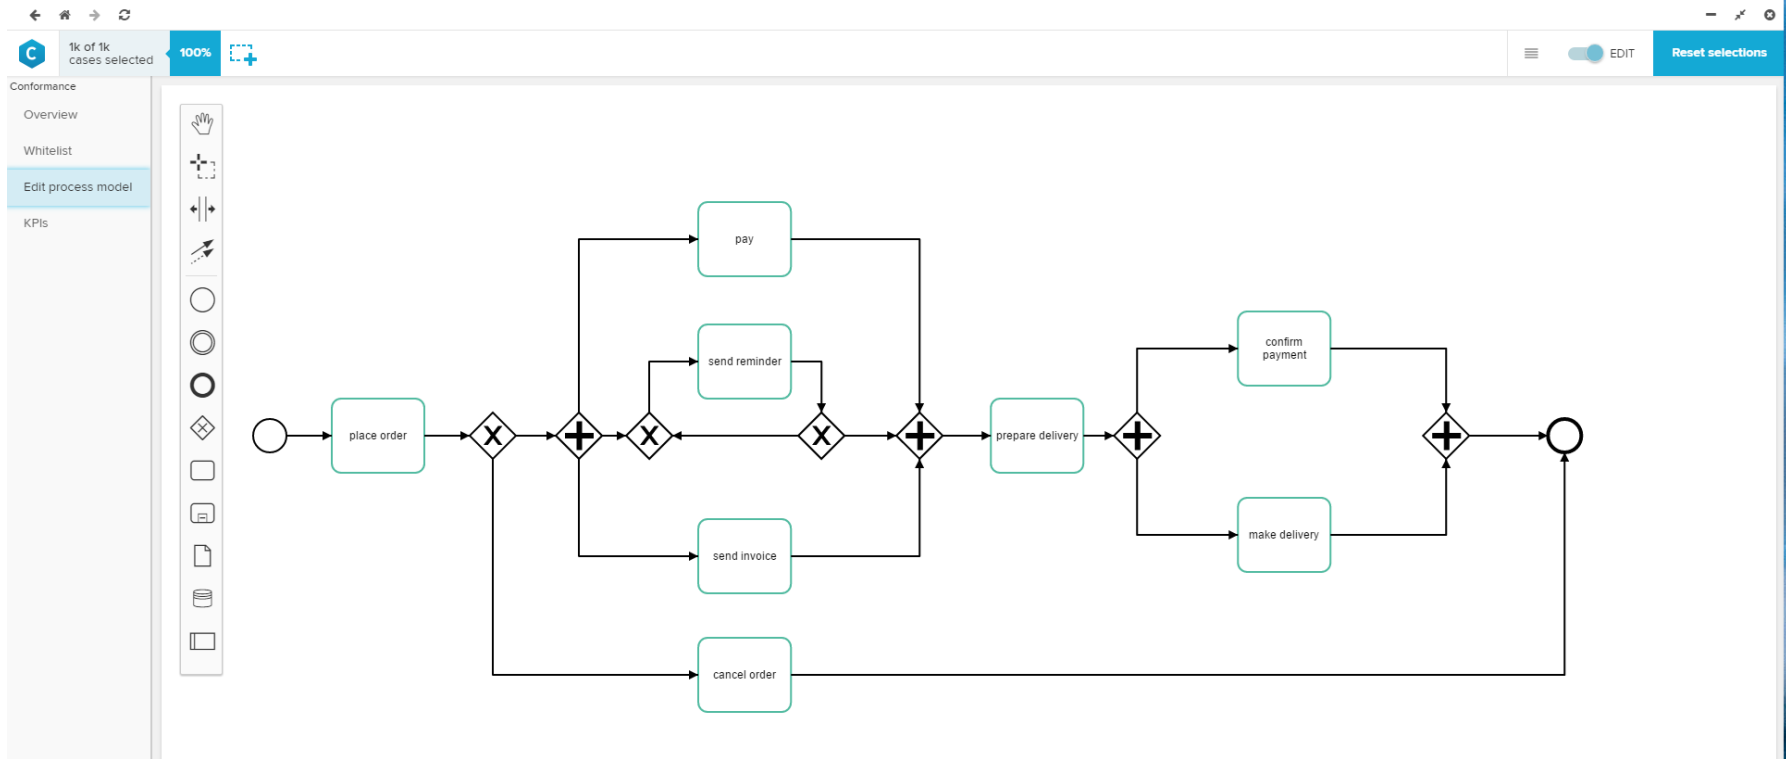 C
1k of 1k
cases selected
100%
EDIT
Reset selections
Conformance
Overview
Whitelist
Edit process model
KPIs
pay
send reminder
confirm
payment
place order
X
X
X
prepare delivery
make delivery
send invoice
cancel order